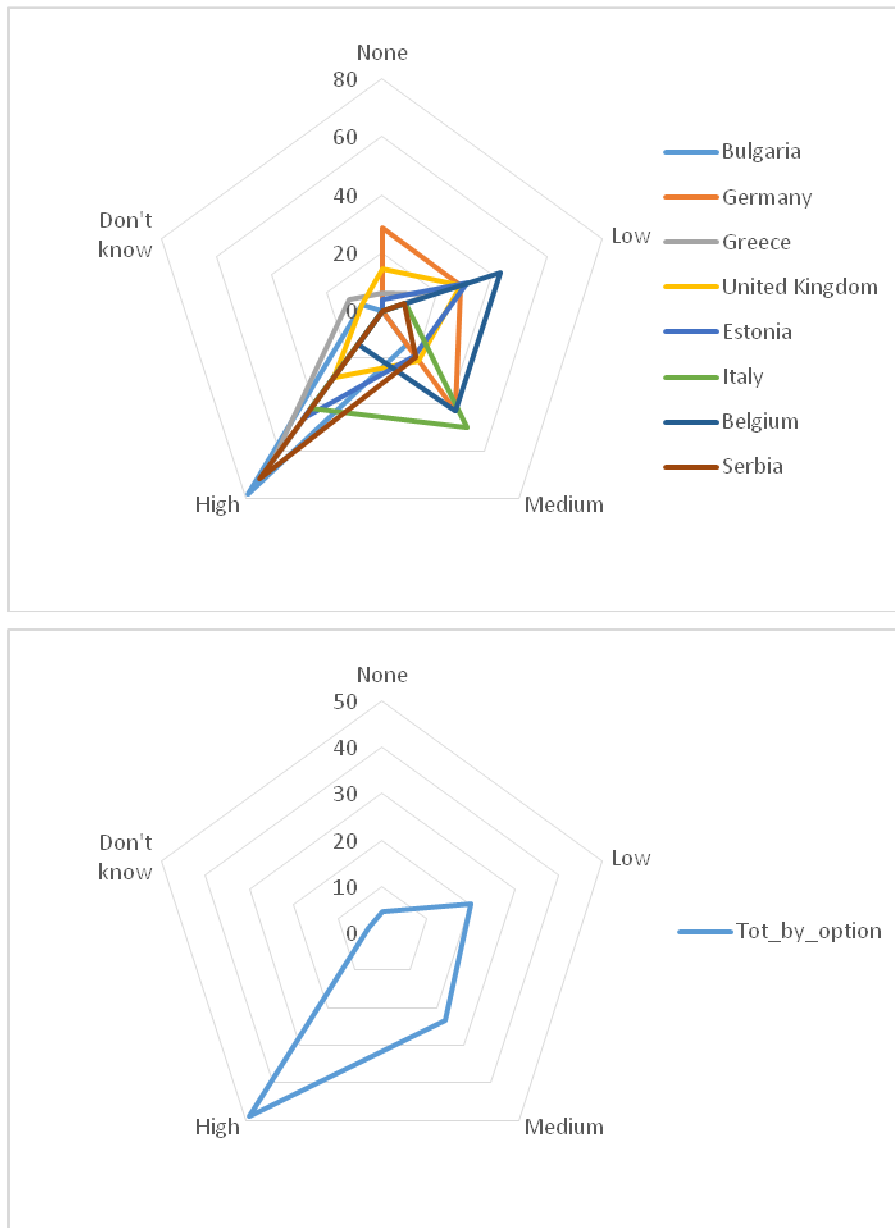 None
80
60
40
20
0
Don't
know
Low
High
Medium
Bulgaria
Germany
Greece
United Kingdom
Estonia
Italy
Belgium
Serbia
None
50
40
30
20
10
0
Don't
know
Low
High
Medium
Tot_by_option